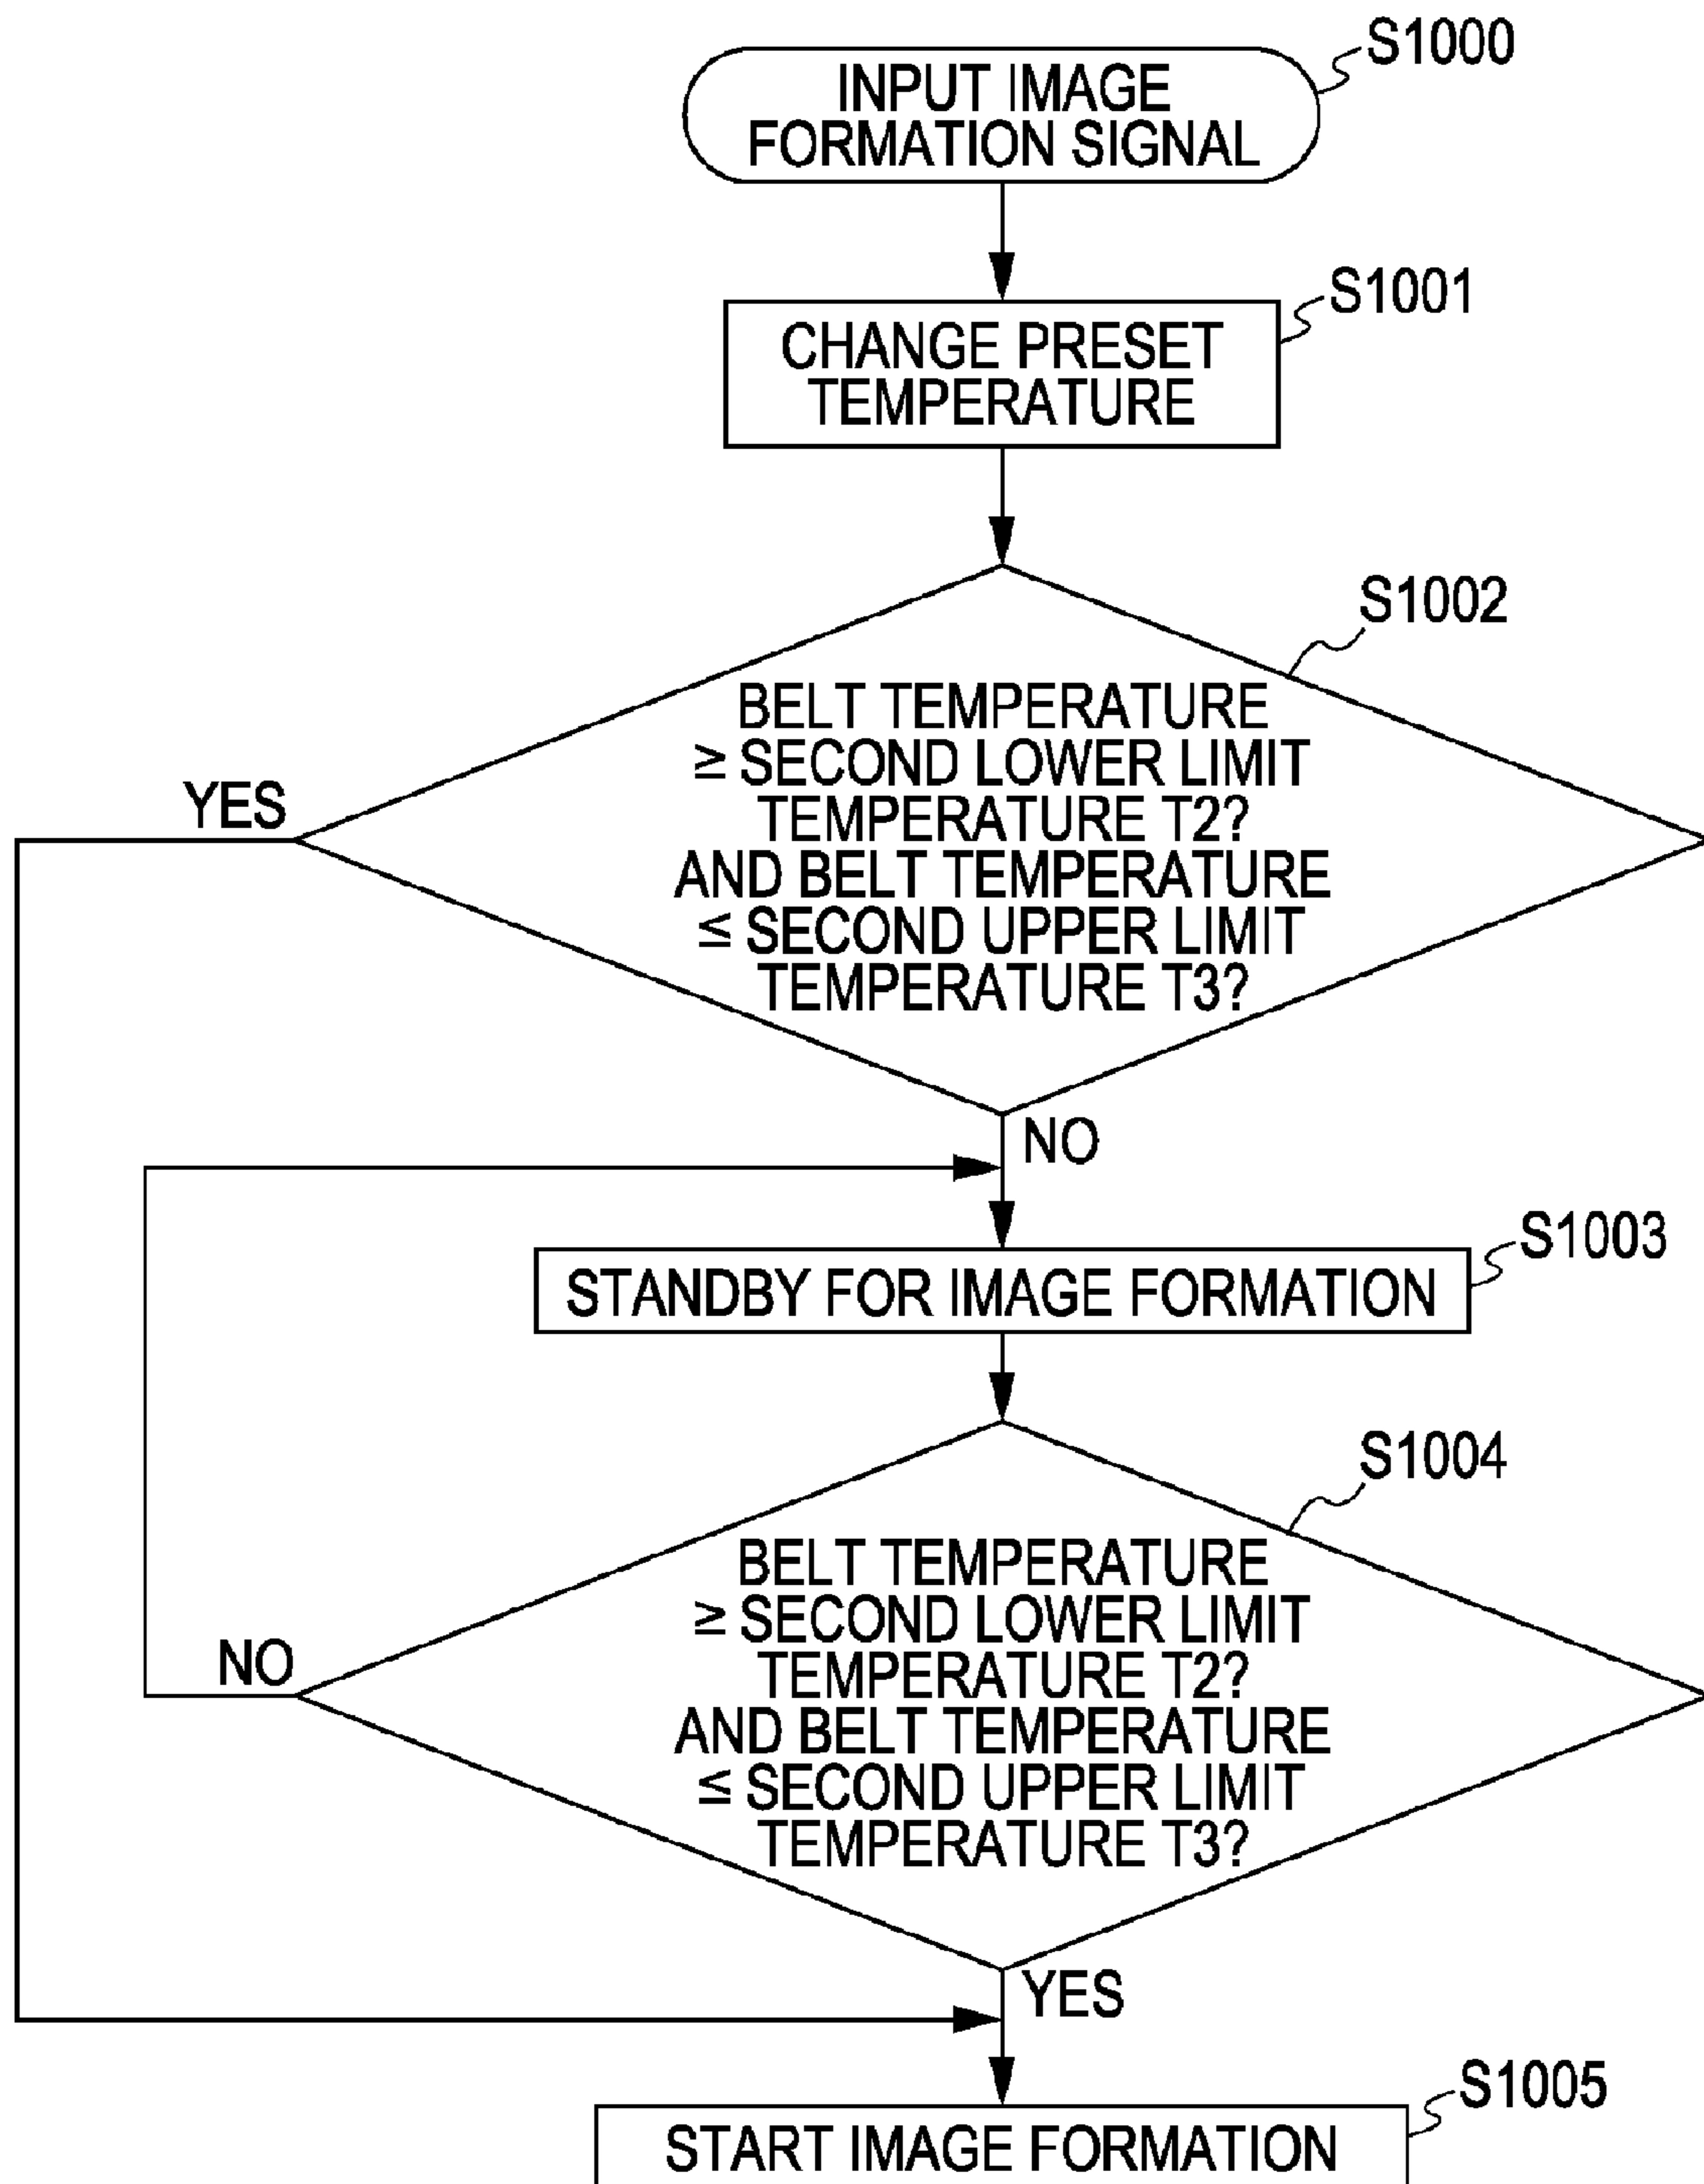 S1000
INPUT IMAGE
FORMATION SIGNAL
S1001
CHANGE PRESET
TEMPERATURE
S1002
BELT TEMPERATURE
≥ SECOND LOWER LIMIT
TEMPERATURE T2?
AND BELT TEMPERATURE
≤ SECOND UPPER LIMIT
TEMPERATURE T3?
YES
NO
S1003
STANDBY FOR IMAGE FORMATION
S1004
BELT TEMPERATURE
≥ SECOND LOWER LIMIT
TEMPERATURE T2?
AND BELT TEMPERATURE
≤ SECOND UPPER LIMIT
TEMPERATURE T3?
NO
YES
S1005
START IMAGE FORMATION